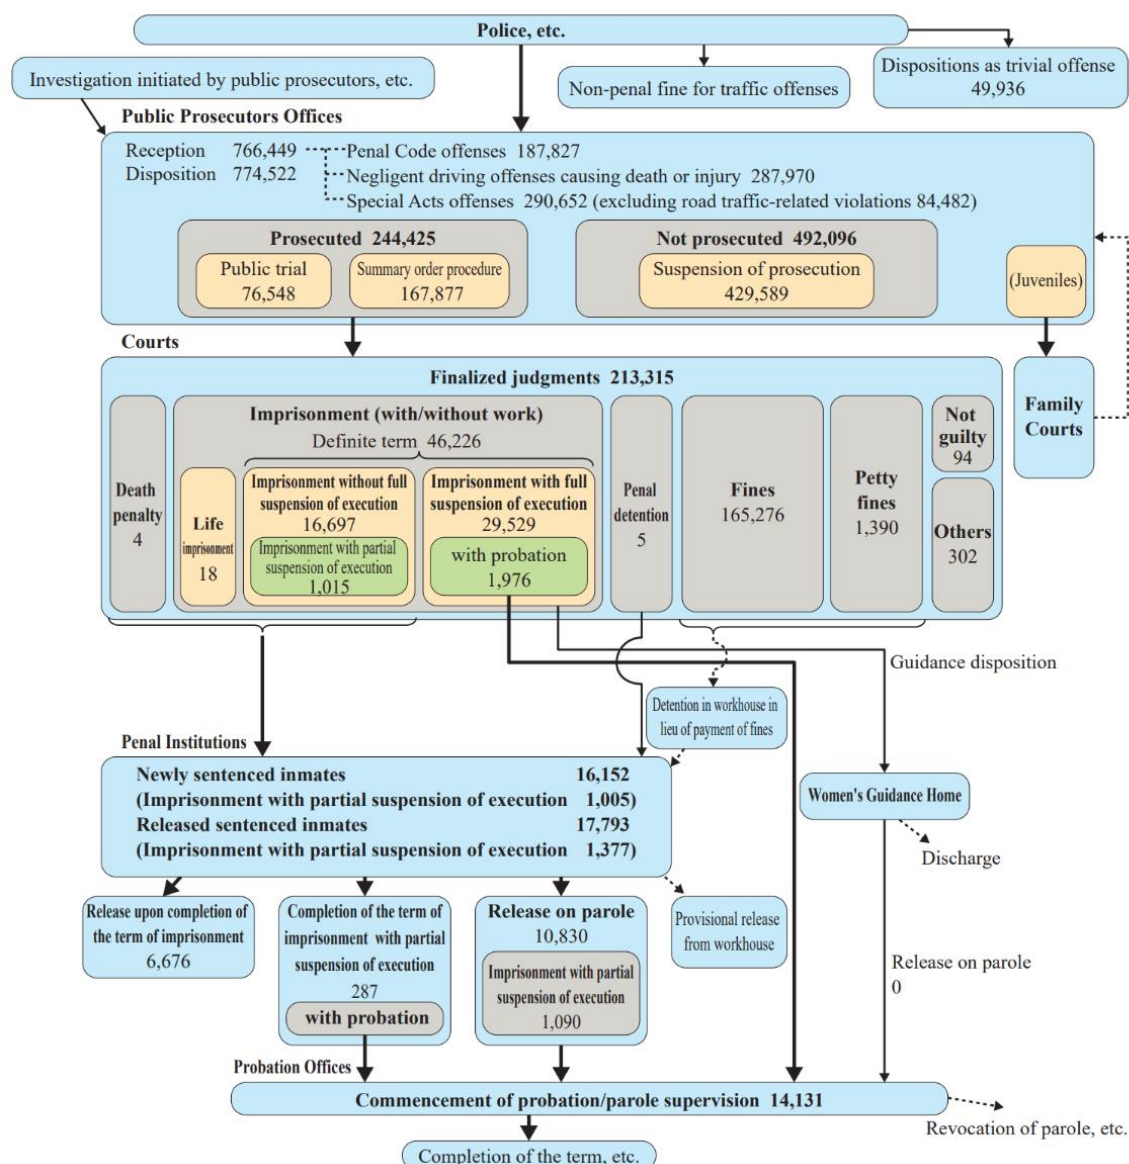 Police, etc.
Investigation initiated by public prosecutors, etc.
Non-penal fine for traffic offenses
Dispositions as trivial offense
49,936
Public Prosecutors Offices
Reception 766,449
Disposition 774,522
Penal Code offenses 187,827
Negligent driving offenses causing death or injury 287,970
Special Acts offenses 290,652 (excluding road traffic-related violations 84,482)
Prosecuted 244,425
Public trial
76,548
Summary order procedure
167,877
Not prosecuted 492,096
Suspension of prosecution
429,589
(Juveniles)
Courts
Finalized judgments 213,315
Family
Courts
Death
penalty
4
Imprisonment (with/without work)
Definite term 46,226
Life
imprisonment
18
Imprisonment without full
suspension of execution
16,697
Imprisonment with partial
suspension of execution
1,015
Imprisonment with full
suspension of execution
29,529
with probation
1,976
Penal
detention
5
Fines
165,276
Petty
fines
1,390
Not
guilty
94
Others
302
Guidance disposition
Detention in workhouse in
lieu of payment of fines
Penal Institutions
Newly sentenced inmates 16,152
(Imprisonment with partial suspension of execution 1,005)
Released sentenced inmates 17,793
(Imprisonment with partial suspension of execution 1,377)
Women's Guidance Home
Discharge
Release upon completion of
the term of imprisonment
6,676
Completion of the term of
imprisonment with partial
suspension of execution
287
with probation
Release on parole
10,830
Imprisonment with partial
suspension of execution
1,090
Provisional release
from workhouse
Release on parole
0
Probation Offices
Commencement of probation/parole supervision 14,131
Revocation of parole, etc.
Completion of the term, etc.